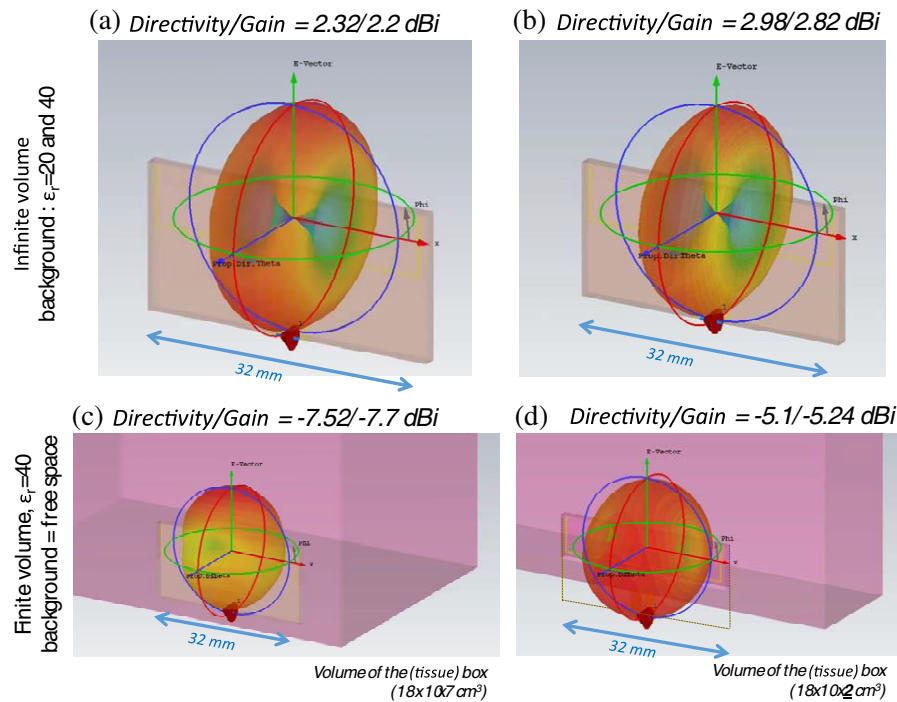 (a) Directivity/Gain = 2.32/2.2 dBi
(b) Directivity/Gain = 2.98/2.82 dBi
Infinite volume
background : εr=20 and 40
E-Vector
Phi
x
Prop.Dir.Theta
1
32 mm
E-Vector
Phi
x
Prop.Dir.Theta
1
32 mm
(c) Directivity/Gain = -7.52/-7.7 dBi
(d) Directivity/Gain = -5.1/-5.24 dBi
Finite volume, εr=40
background = free space
E-Vector
x
32 mm
Volume of the (tissue) box
(18x10x7 cm³)
E-Vector
Phi
x
32 mm
Volume of the (tissue) box
(18x10x2 cm³)